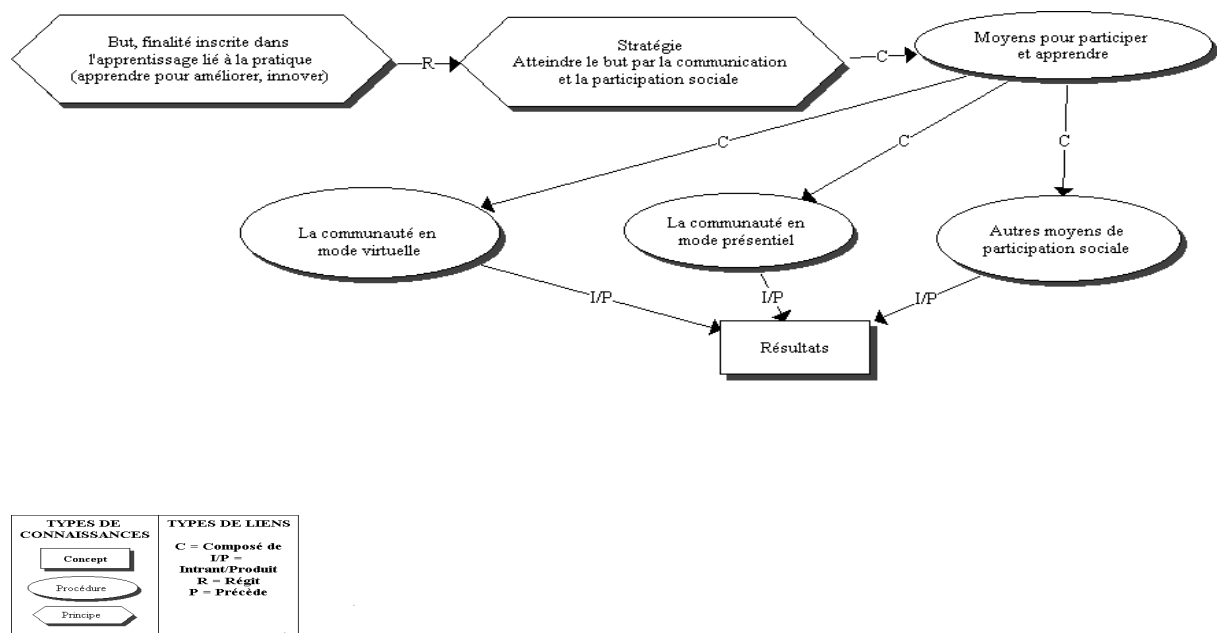 But, finalité inscrite dans
l'apprentissage lié à la pratique
(apprendre pour améliorer, innover)
R
Stratégie
Atteindre le but par la communication
et la participation sociale
C
Moyens pour participer
et apprendre
C
C
C
La communauté en
mode virtuelle
La communauté en
mode présentiel
Autres moyens de
participation sociale
I/P
I/P
I/P
Résultats
TYPES DE
CONNAISSANCES
Concept
Procédure
Principe
TYPES DE LIENS
C = Composé de
I/P =
Intrant/Produit
R = Régit
P = Précède